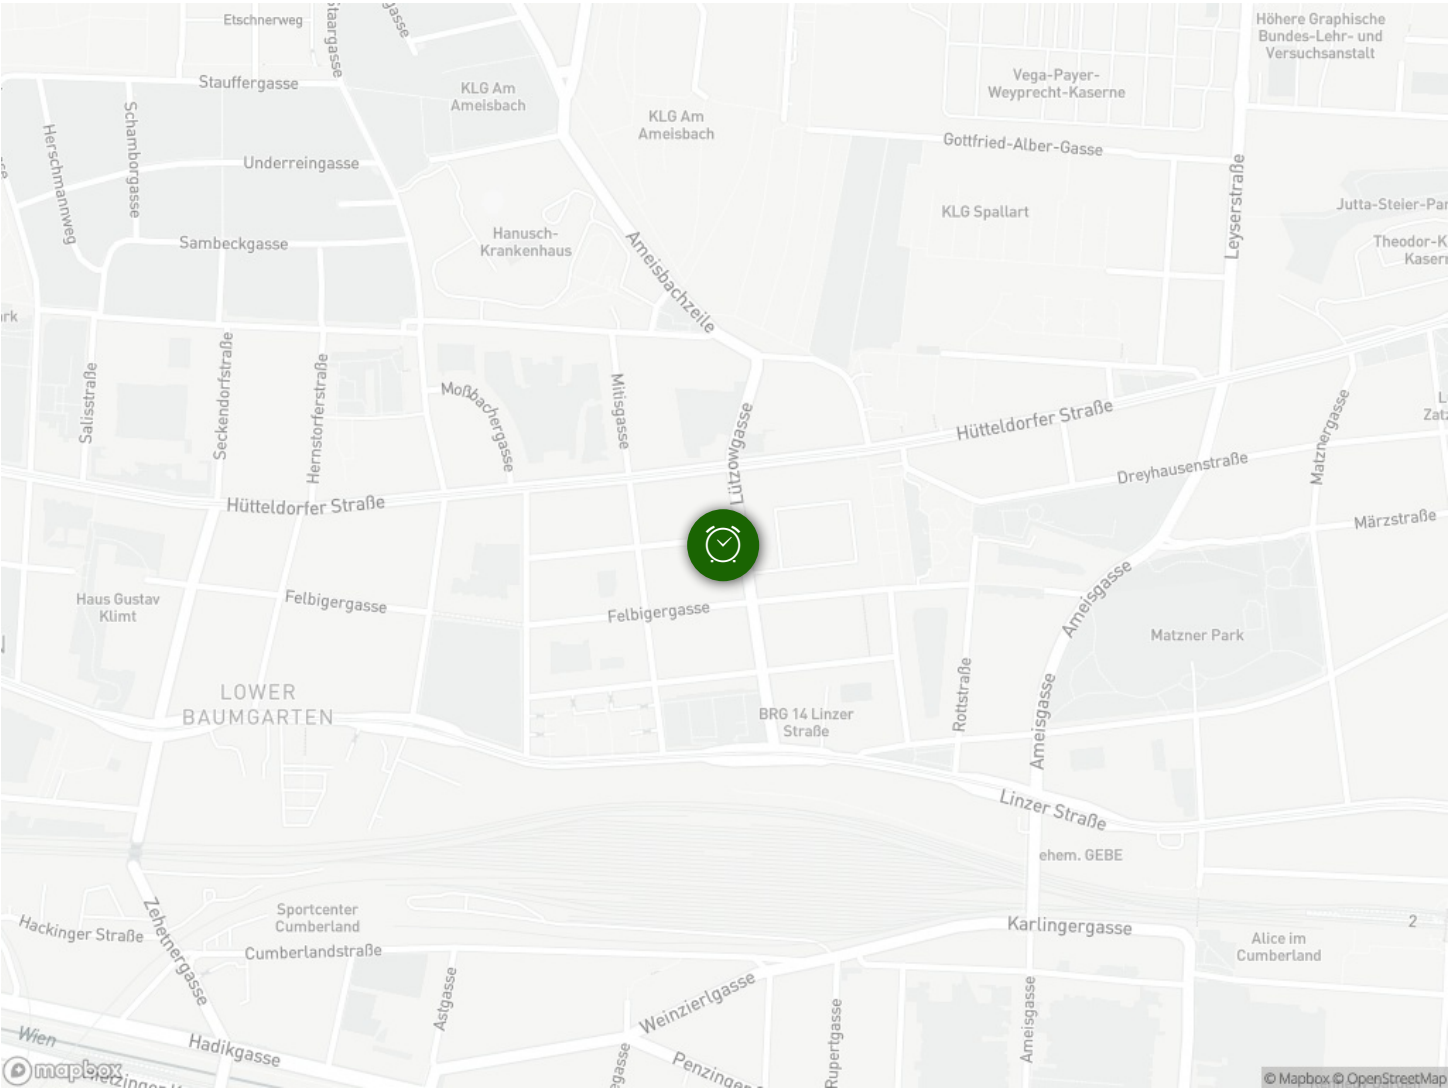 Etschnerweg
Höhere Graphische
Bundes-Lehr- und
Versuchsanstalt
Stauffergasse
KLG Am
Ameisbach
Vega-Payer-
Weyprecht-Kaserne
KLG Am
Ameisbach
Gottfried-Alber-Gasse
Schamborgasse
Herschmannweg
Underreingasse
Leyserstraße
KLG Spallart
Hanusch-
Krankenhaus
Sambeckgasse
Ameisbachzeile
Salisstraße
Seckendorfstraße
Hernstorferstraße
Moßbachergasse
Mitisgasse
Lützowgasse
Hütteldorfer Straße
Matznergasse
Dreyhausenstraße
Hütteldorfer Straße
Märzstraße
Haus Gustav
Klimt
Felbigergasse
Felbigergasse
Ameisgasse
Matzner Park
LOWER
BAUMGARTEN
Rottstraße
Ameisgasse
BRG 14 Linzer
Straße
Linzer Straße
ehem. GEBE
Zehetnergasse
Sportcenter
Cumberland
Hackinger Straße
Cumberlandstraße
Karlingergasse
2
Alice im
Cumberland
Astgasse
Weinzierlgasse
Rupertgasse
Ameisgasse
Wien
Hadikgasse
mapbox
© Mapbox © OpenStreetMap